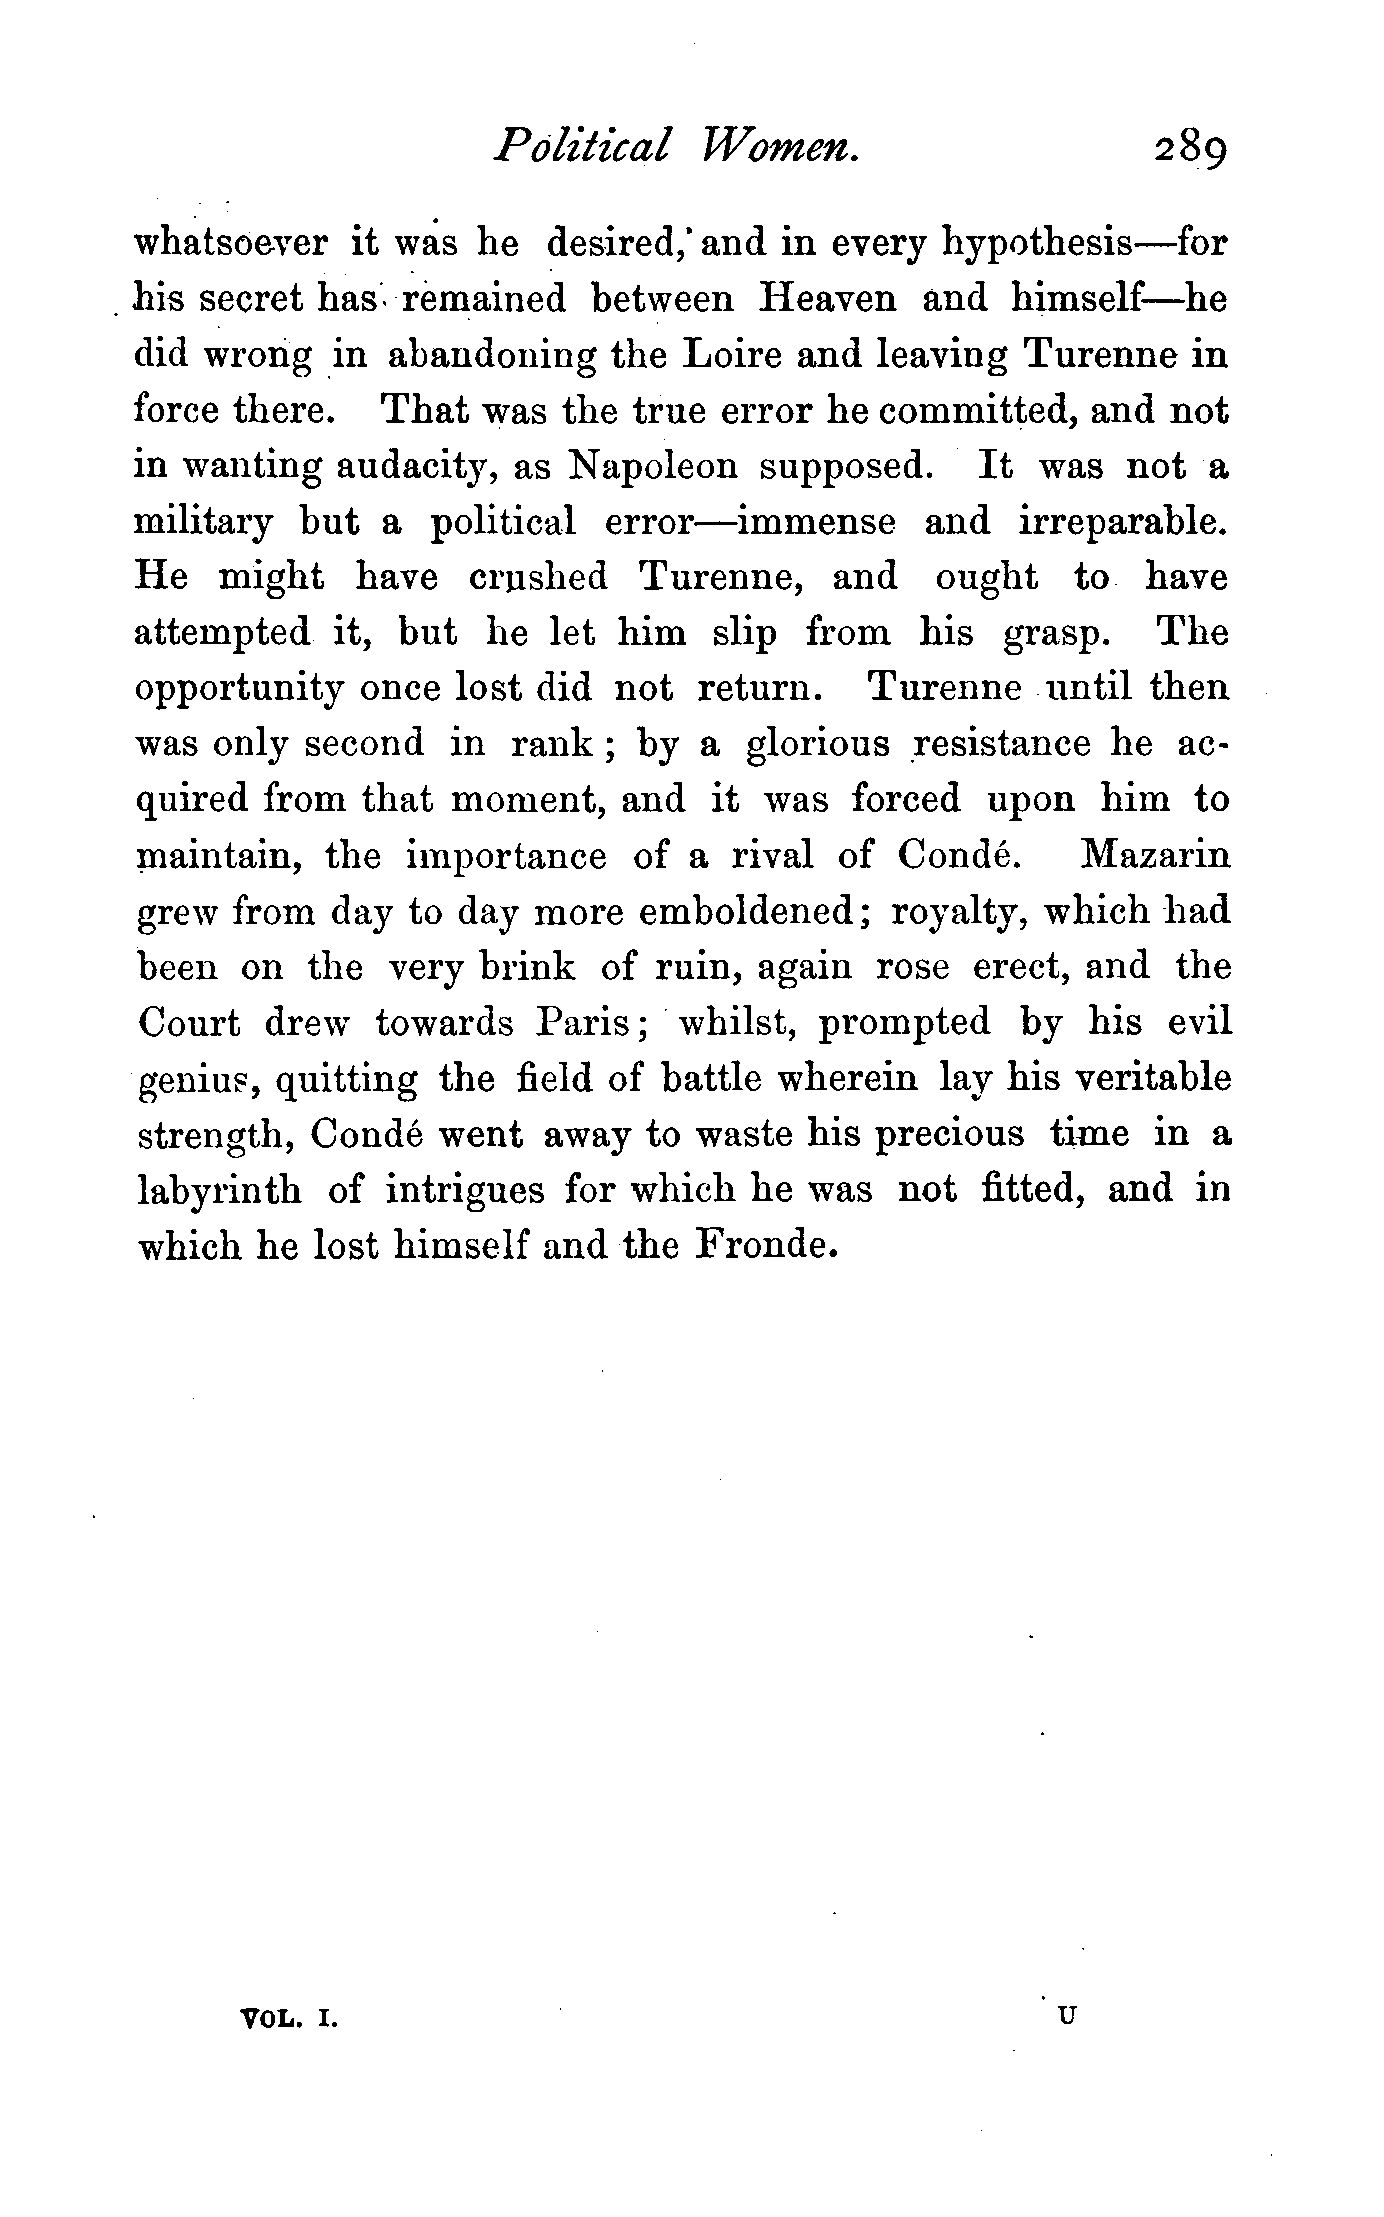 Political Women. 289
whatsoever it was he desired, and in every hypothesis—for
his secret has remained between Heaven and himself—he
did wrong in abandoning the Loire and leaving Turenne in
force there. That was the true error he committed, and not
in wanting audacity, as Napoleon supposed. It was not a
military but a political error—immense and irreparable.
He might have crushed Turenne, and ought to have
attempted it, but he let him slip from his grasp. The
opportunity once lost did not return. Turenne until then
was only second in rank; by a glorious resistance he ac-
quired from that moment, and it was forced upon him to
maintain, the importance of a rival of Condé. Mazarin
grew from day to day more emboldened; royalty, which had
been on the very brink of ruin, again rose erect, and the
Court drew towards Paris; whilst, prompted by his evil
genius, quitting the field of battle wherein lay his veritable
strength, Condé went away to waste his precious time in a
labyrinth of intrigues for which he was not fitted, and in
which he lost himself and the Fronde.
VOL. I. U